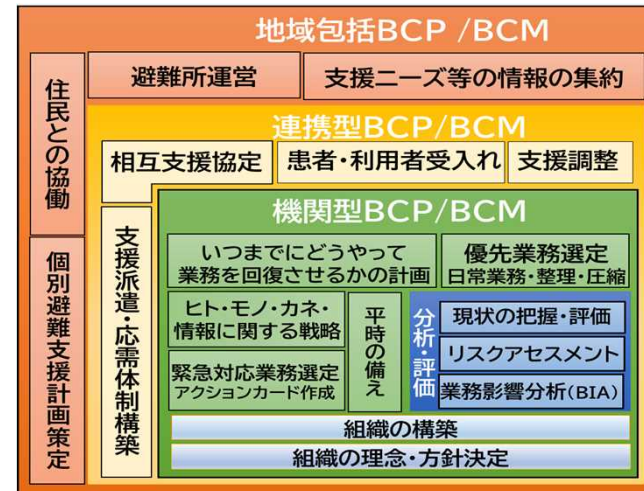 地域包括BCP /BCM
避難所運営
支援ニーズ等の情報の集約
住民との協働
個別避難支援計画策定
連携型BCP/BCM
相互支援協定
患者・利用者受入れ
支援調整
支援派遣・応需体制構築
機関型BCP/BCM
いつまでにどうやって
業務を回復させるかの計画
優先業務選定
日常業務・整理・圧縮
ヒト・モノ・カネ・
情報に関する戦略
緊急対応業務選定
アクションカード作成
平時の備え
分析・評価
現状の把握・評価
リスクアセスメント
業務影響分析(BIA)
組織の構築
組織の理念・方針決定